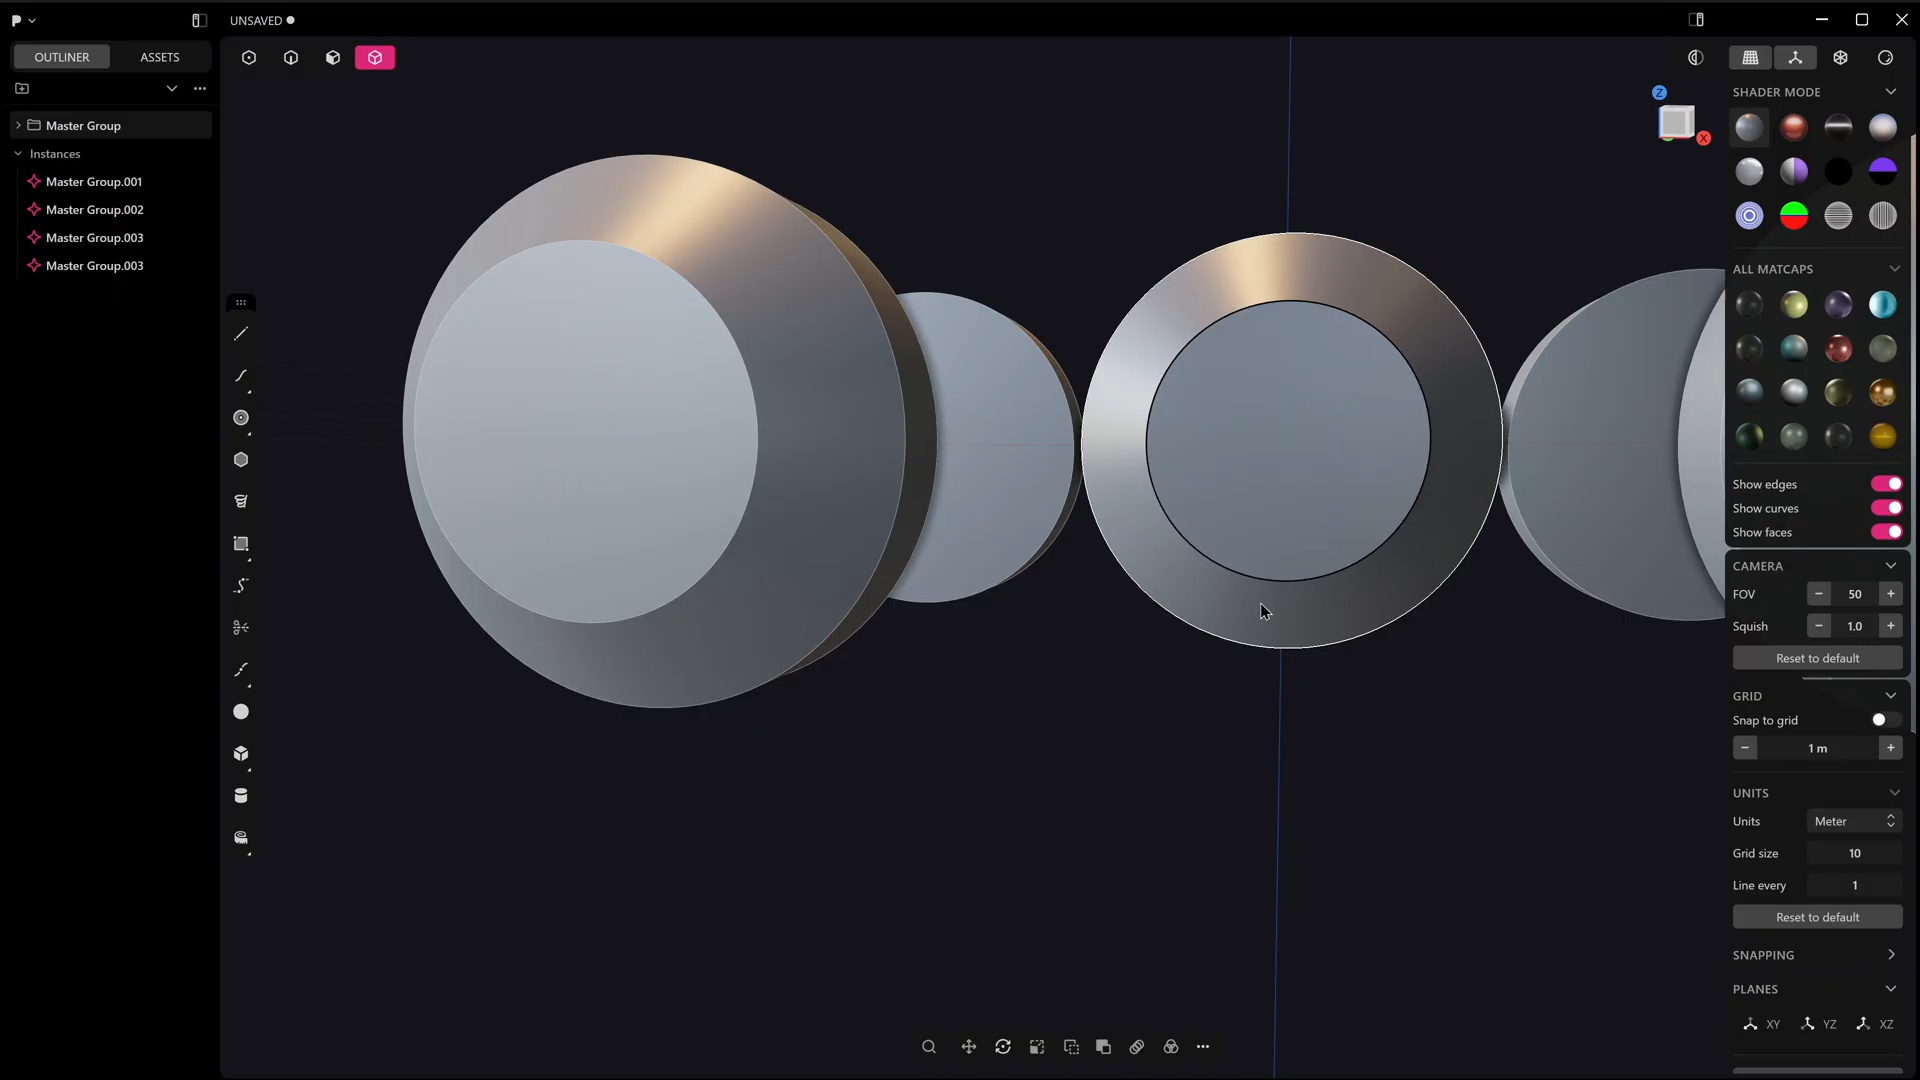 UNSAVED
OUTLINER
ASSETS
Master Group
Instances
Master Group.001
Master Group.002
Master Group.003
Master Group.003
Z
X
SHADER MODE
ALL MATCAPS
Show edges
Show curves
Show faces
CAMERA
FOV
− 50 +
Squish
− 1.0 +
Reset to default
GRID
Snap to grid
− 1 m +
UNITS
Units
Meter
Grid size
10
Line every
1
Reset to default
SNAPPING
PLANES
XY
YZ
XZ